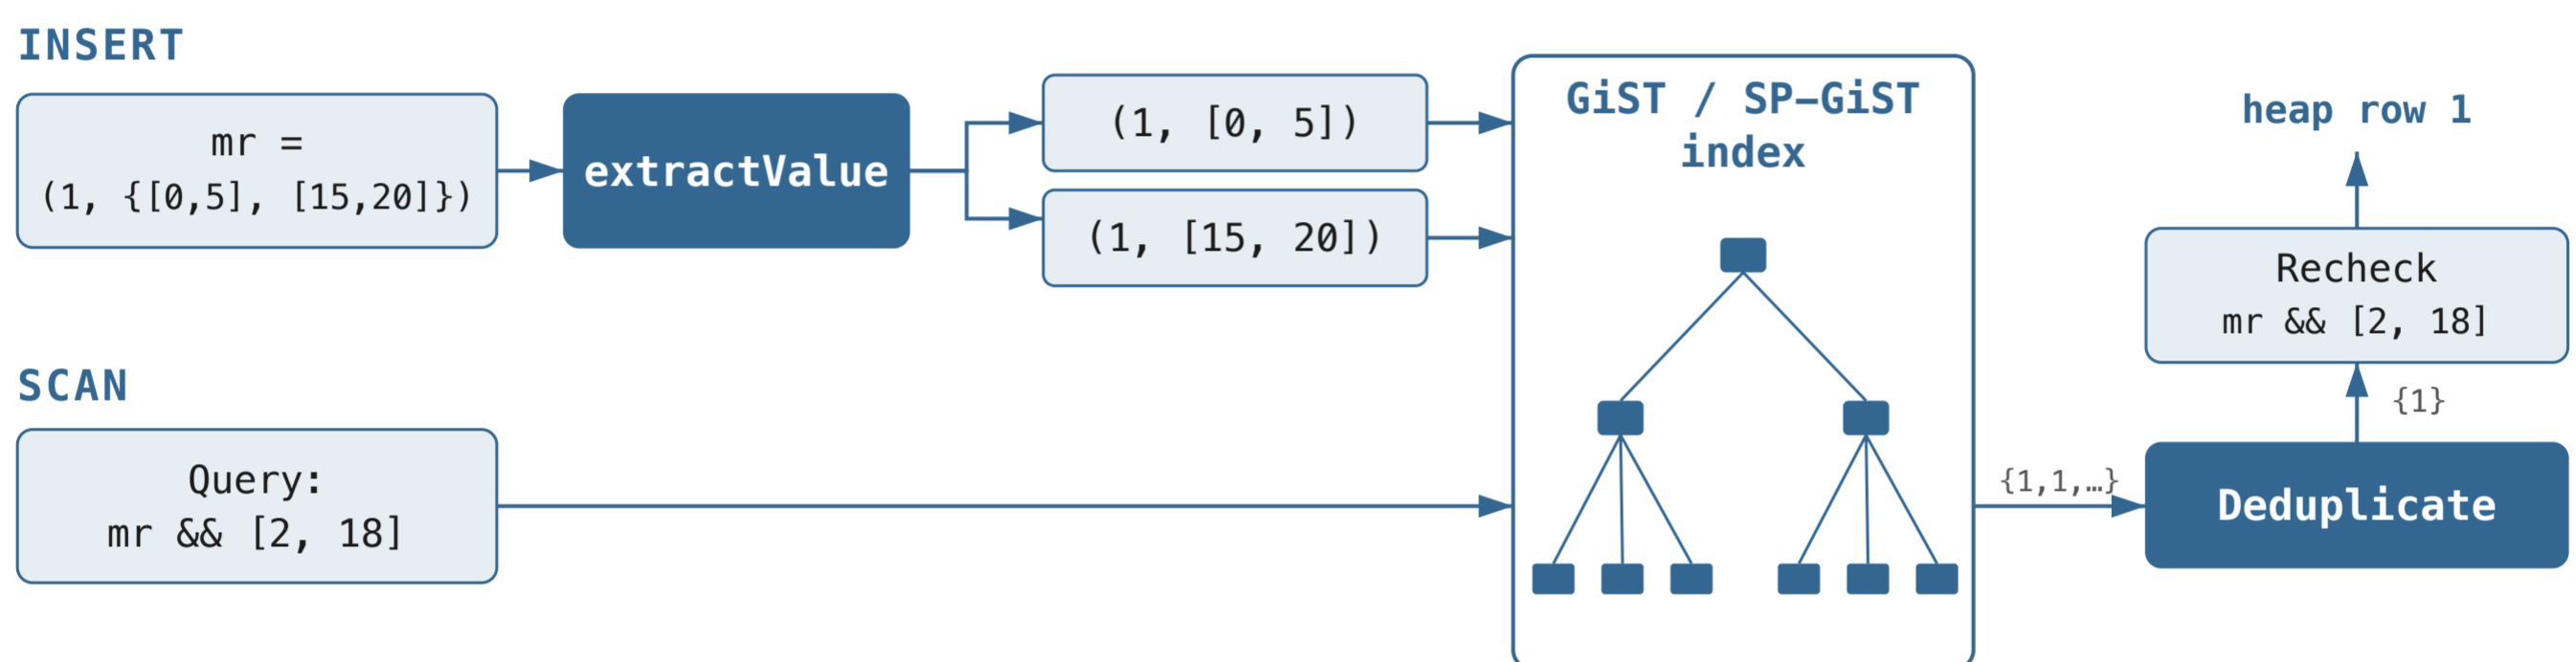 INSERT
mr =
(1, {[0,5], [15,20]})
extractValue
(1, [0, 5])
(1, [15, 20])
GiST / SP–GiST
index
heap row 1
Recheck
mr && [2, 18]
{1}
SCAN
Query:
mr && [2, 18]
{1,1,…}
Deduplicate